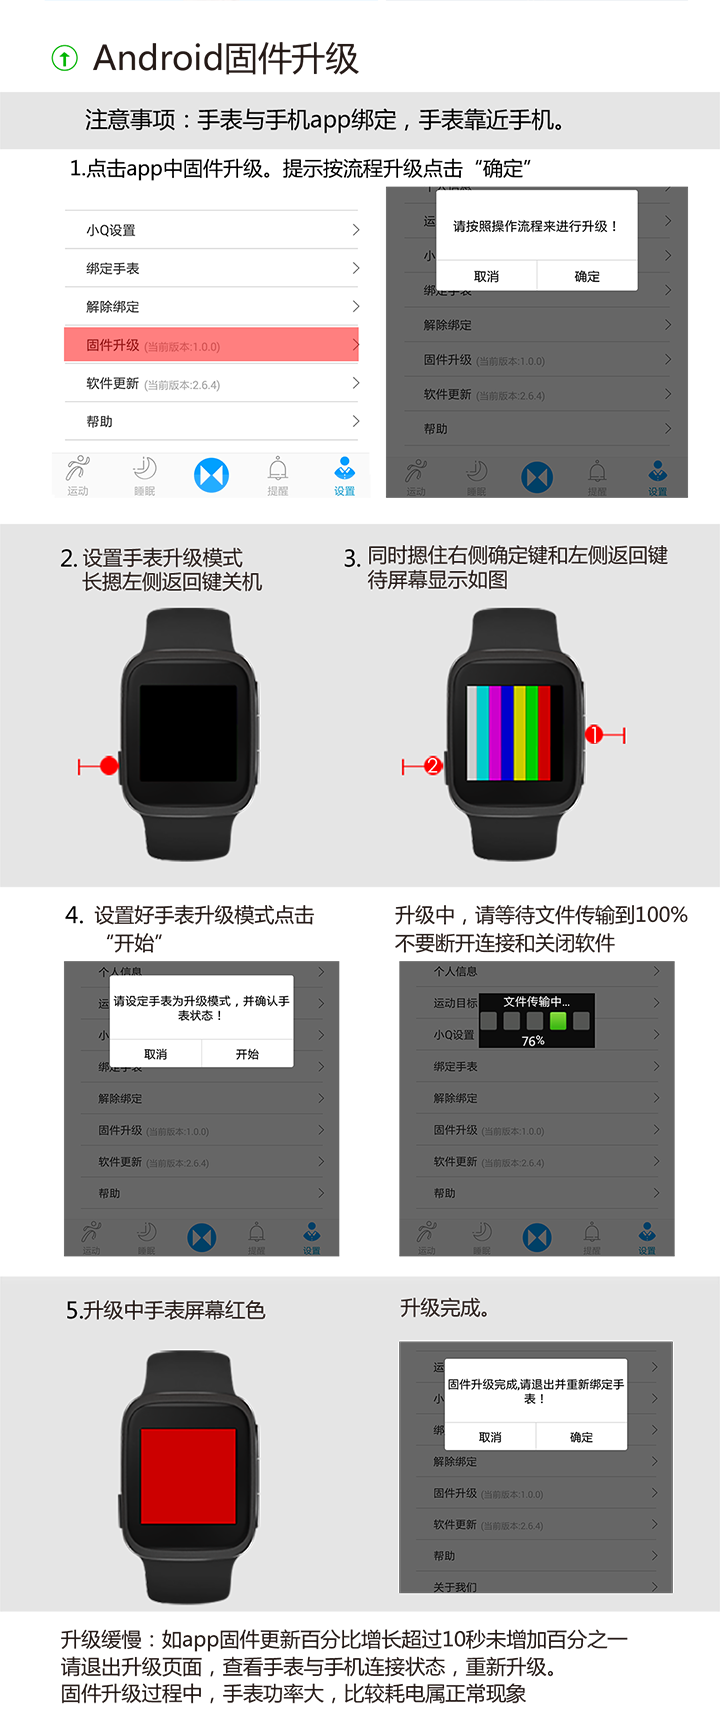 Android固件升级
注意事项：手表与手机app绑定，手表靠近手机。
1.点击app中固件升级。提示按流程升级点击“确定”
小Q设置
绑定手表
解除绑定
固件升级 (当前版本:1.0.0)
软件更新 (当前版本:2.6.4)
帮助
运动 睡眠 提醒 设置
个人信息
运
小
请按照操作流程来进行升级！
取消 确定
绑定手表
解除绑定
固件升级 (当前版本:1.0.0)
软件更新 (当前版本:2.6.4)
帮助
运动 睡眠 提醒 设置
2. 设置手表升级模式
长摁左侧返回键关机
3. 同时摁住右侧确定键和左侧返回键
待屏幕显示如图
1
2
4. 设置好手表升级模式点击
“开始”
个人信息
运
小
请设定手表为升级模式，并确认手
表状态！
取消 开始
绑定手表
解除绑定
固件升级 (当前版本:1.0.0)
软件更新 (当前版本:2.6.4)
帮助
运动 睡眠 提醒 设置
升级中，请等待文件传输到100%
不要断开连接和关闭软件
个人信息
运动目标
文件传输中...
小Q设置
76%
绑定手表
解除绑定
固件升级 (当前版本:1.0.0)
软件更新 (当前版本:2.6.4)
帮助
运动 睡眠 提醒 设置
5.升级中手表屏幕红色
升级完成。
运
小
绑
固件升级完成,请退出并重新绑定手
表！
取消 确定
解除绑定
固件升级 (当前版本:1.0.0)
软件更新 (当前版本:2.6.4)
帮助
关于我们
升级缓慢：如app固件更新百分比增长超过10秒未增加百分之一
请退出升级页面，查看手表与手机连接状态，重新升级。
固件升级过程中，手表功率大，比较耗电属正常现象